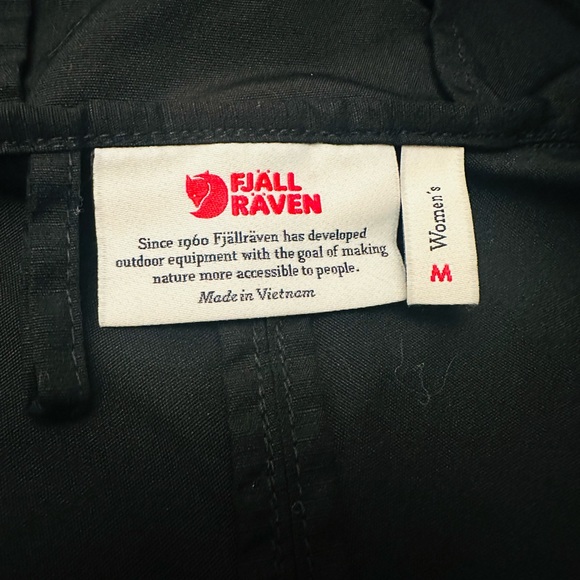 FJÄLL
RÄVEN
Since 1960 Fjällräven has developed
outdoor equipment with the goal of making
nature more accessible to people.
Made in Vietnam
Women's
M